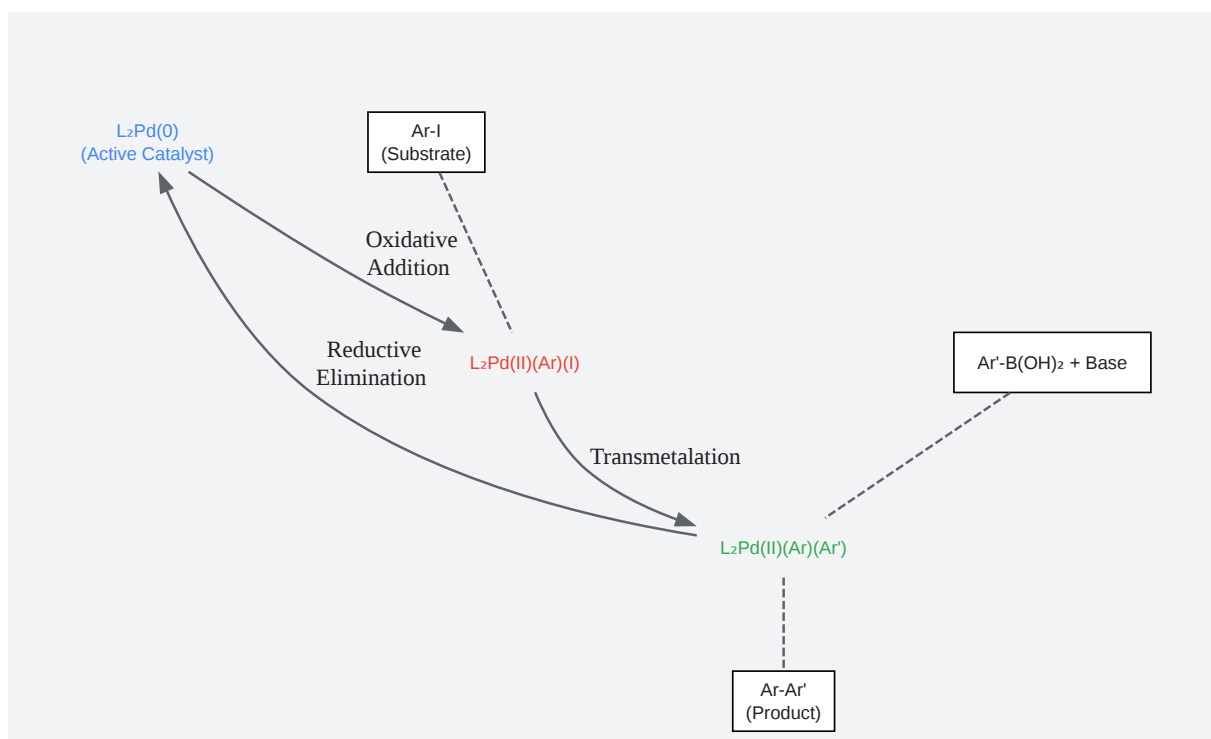 L₂Pd(0)
(Active Catalyst)
Ar-I
(Substrate)
Oxidative
Addition
Reductive
Elimination
L₂Pd(II)(Ar)(I)
Ar'-B(OH)₂ + Base
Transmetalation
L₂Pd(II)(Ar)(Ar')
Ar-Ar'
(Product)